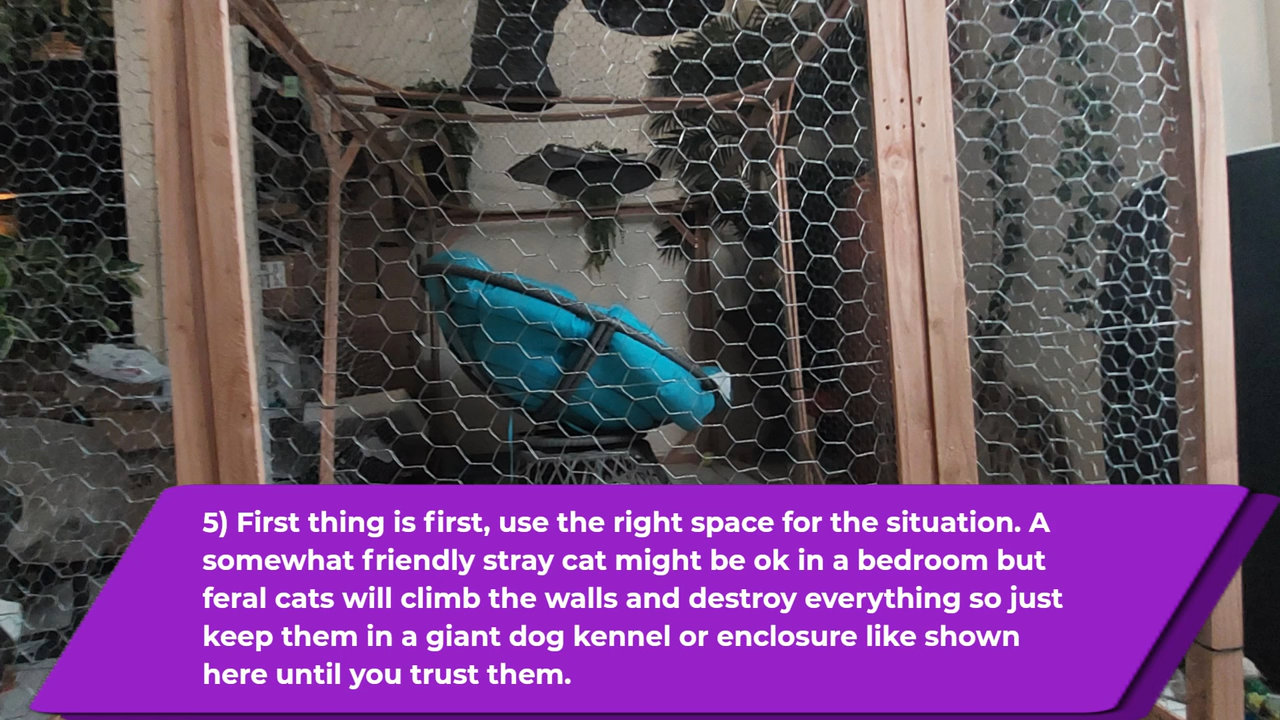 5) First thing is first, use the right space for the situation. A
somewhat friendly stray cat might be ok in a bedroom but
feral cats will climb the walls and destroy everything so just
keep them in a giant dog kennel or enclosure like shown
here until you trust them.